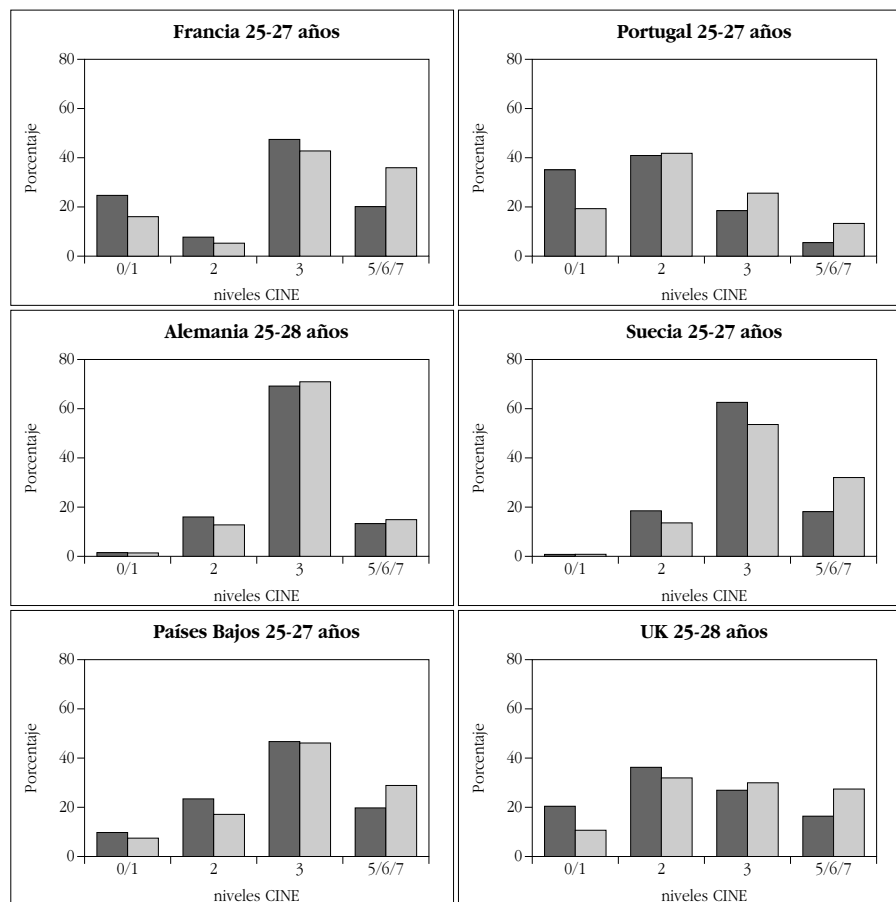 Francia 25-27 años
80
60
40
20
0
Porcentaje
0/1 2 3 5/6/7
niveles CINE
Portugal 25-27 años
80
60
40
20
0
Porcentaje
0/1 2 3 5/6/7
niveles CINE
Alemania 25-28 años
80
60
40
20
0
Porcentaje
0/1 2 3 5/6/7
niveles CINE
Suecia 25-27 años
80
60
40
20
0
Porcentaje
0/1 2 3 5/6/7
niveles CINE
Países Bajos 25-27 años
80
60
40
20
0
Porcentaje
0/1 2 3 5/6/7
niveles CINE
UK 25-28 años
80
60
40
20
0
Porcentaje
0/1 2 3 5/6/7
niveles CINE